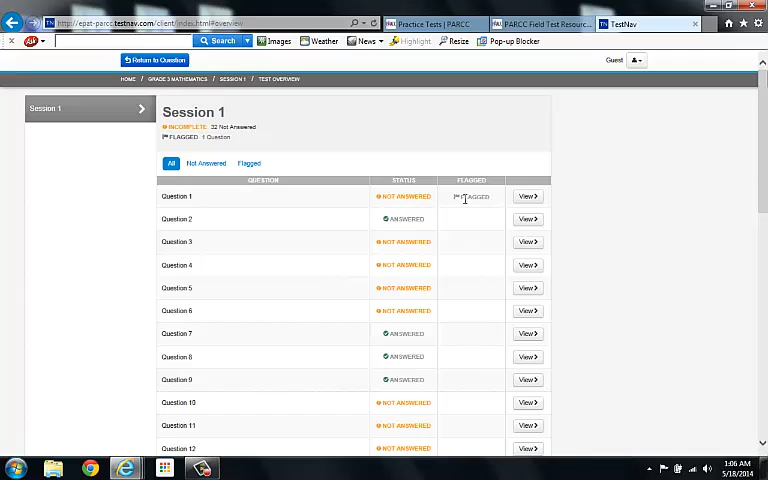 http://epat-parcc.testnav.com/client/index.html#overview
Practice Tests | PARCC
PARCC Field Test Resourc...
TN TestNav
Ask Search Images Weather News Highlight Resize Pop-up Blocker
Return to Question
Guest
HOME GRADE 3 MATHEMATICS SESSION 1 TEST OVERVIEW
Session 1
Session 1
INCOMPLETE: 32 Not Answered
FLAGGED: 1 Question
All Not Answered Flagged
QUESTION STATUS FLAGGED
Question 1 NOT ANSWERED FLAGGED View
Question 2 ANSWERED View
Question 3 NOT ANSWERED View
Question 4 NOT ANSWERED View
Question 5 NOT ANSWERED View
Question 6 NOT ANSWERED View
Question 7 ANSWERED View
Question 8 ANSWERED View
Question 9 ANSWERED View
Question 10 NOT ANSWERED View
Question 11 NOT ANSWERED View
Question 12 NOT ANSWERED View
1:06 AM
5/18/2014